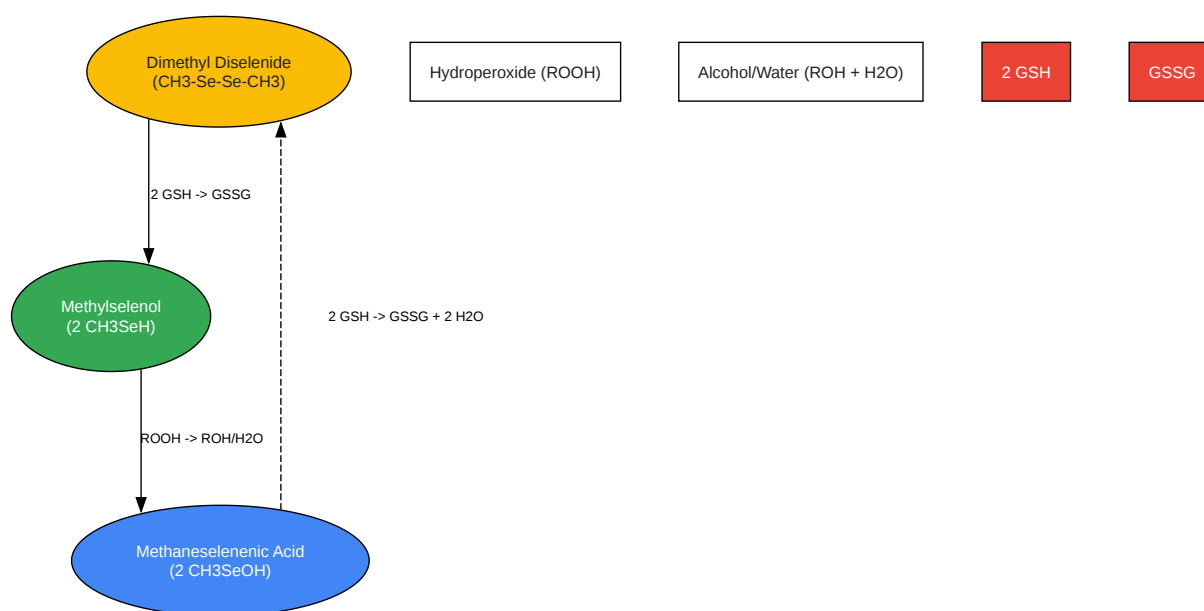 Dimethyl Diselenide
(CH3-Se-Se-CH3)
Hydroperoxide (ROOH)
Alcohol/Water (ROH + H2O)
2 GSH
GSSG
2 GSH -> GSSG
Methylselenol
(2 CH3SeH)
2 GSH -> GSSG + 2 H2O
ROOH -> ROH/H2O
Methaneselenenic Acid
(2 CH3SeOH)